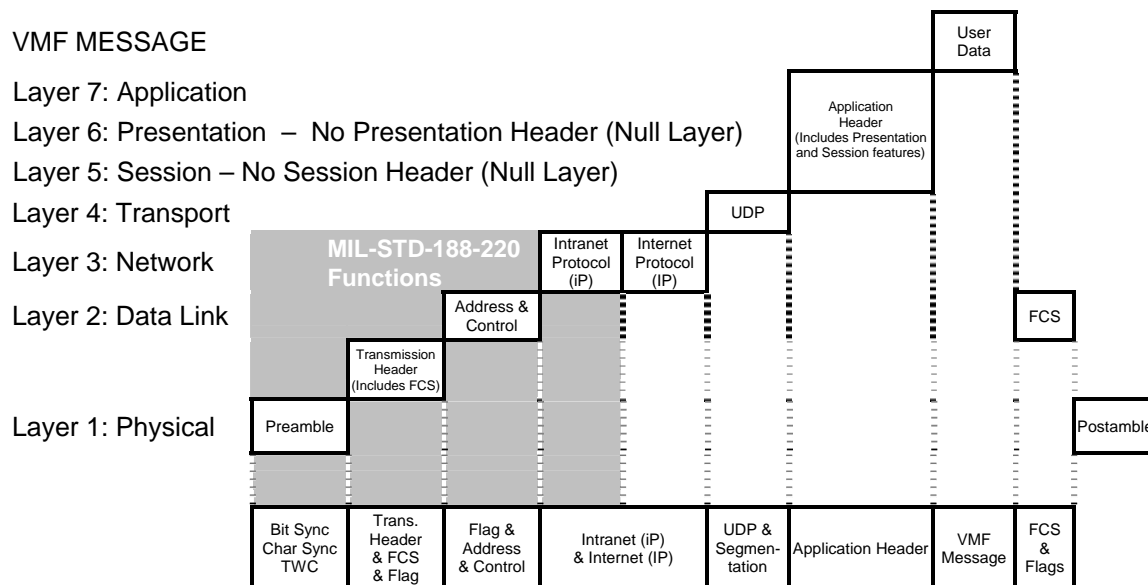 User
Data
VMF MESSAGE
Layer 7: Application
Application
Header
(Includes Presentation
and Session features)
Layer 6: Presentation – No Presentation Header (Null Layer)
Layer 5: Session – No Session Header (Null Layer)
Layer 4: Transport
UDP
MIL-STD-188-220
Functions
Intranet
Protocol
(iP)
Internet
Protocol
(IP)
Layer 3: Network
Layer 2: Data Link
Address &
Control
FCS
Transmission
Header
(Includes FCS)
Layer 1: Physical
Preamble
Postamble
Bit Sync
Char Sync
TWC
Trans.
Header
& FCS
& Flag
Flag &
Address
& Control
Intranet (iP)
& Internet (IP)
UDP &
Segmen-
tation
Application Header
VMF
Message
FCS
&
Flags